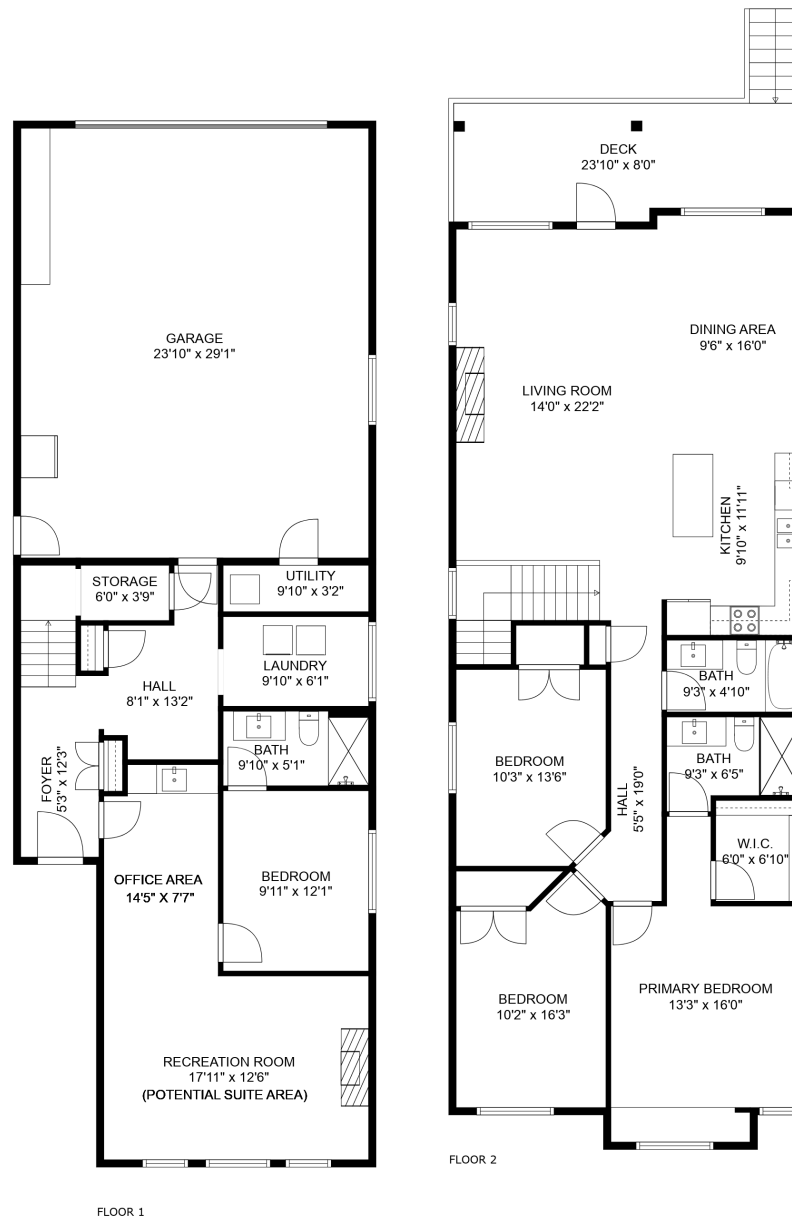 GARAGE
23'10" x 29'1"
STORAGE
6'0" x 3'9"
UTILITY
9'10" x 3'2"
LAUNDRY
9'10" x 6'1"
HALL
8'1" x 13'2"
BATH
9'10" x 5'1"
FOYER
5'3" x 12'3"
OFFICE AREA
14'5" X 7'7"
BEDROOM
9'11" x 12'1"
RECREATION ROOM
17'11" x 12'6"
(POTENTIAL SUITE AREA)
FLOOR 1
DECK
23'10" x 8'0"
DINING AREA
9'6" x 16'0"
LIVING ROOM
14'0" x 22'2"
KITCHEN
9'10" x 11'11"
BATH
9'3" x 4'10"
BEDROOM
10'3" x 13'6"
BATH
9'3" x 6'5"
HALL
5'5" x 19'0"
W.I.C.
6'0" x 6'10"
BEDROOM
10'2" x 16'3"
PRIMARY BEDROOM
13'3" x 16'0"
FLOOR 2